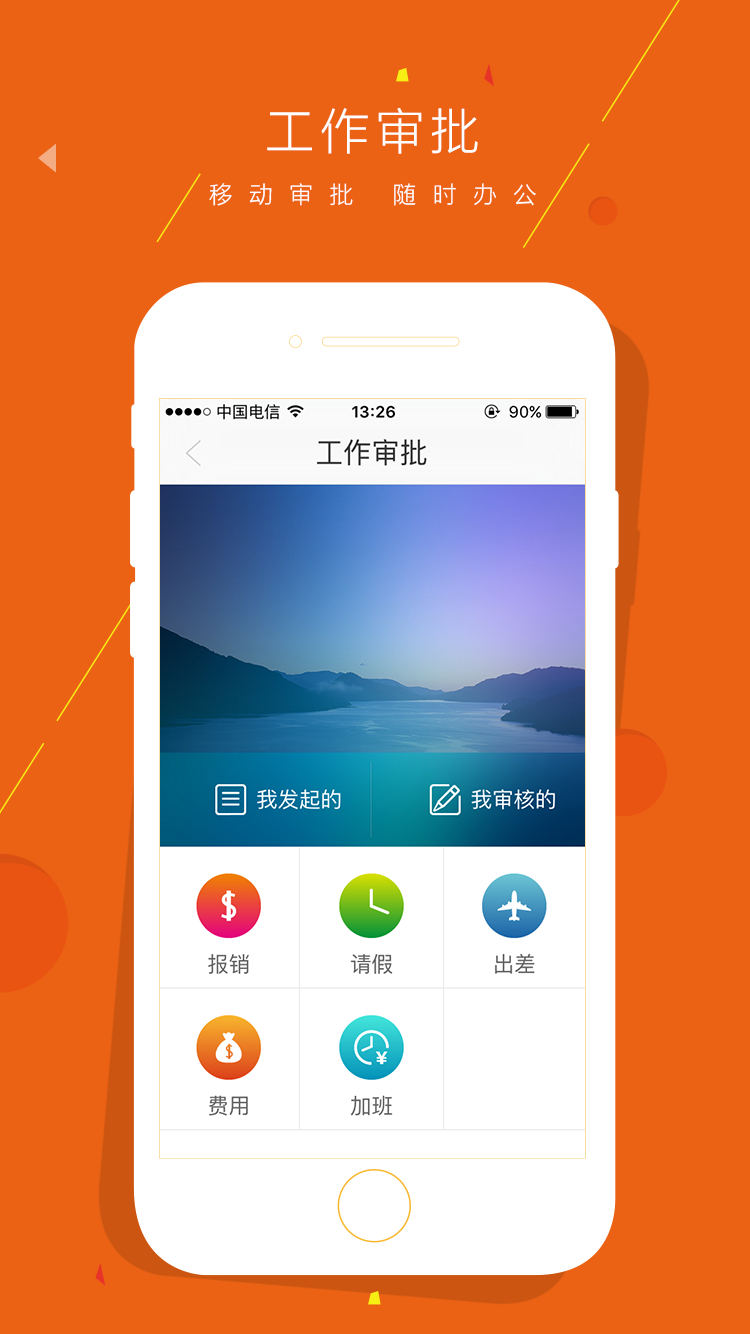 工作审批
移动审批 随时办公
中国电信 13:26 90%
工作审批
我发起的 我审核的
报销 请假 出差
费用 加班